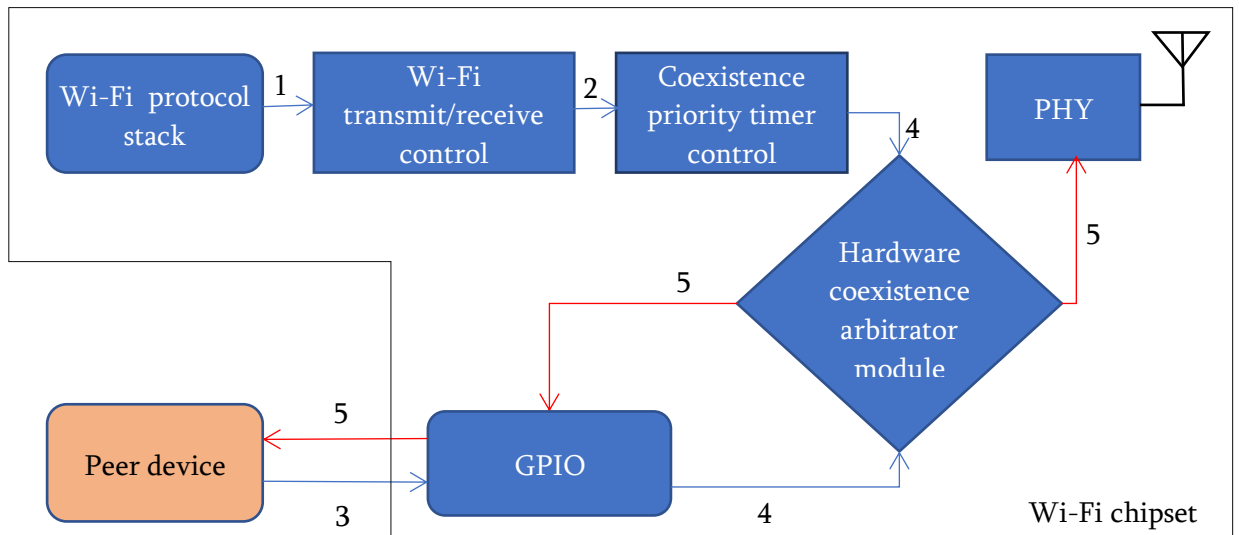 Wi-Fi protocol
stack
1
Wi-Fi
transmit/receive
control
2
Coexistence
priority timer
control
4
PHY
Hardware
coexistence
arbitrator
module
5
5
Peer device
5
3
GPIO
4
Wi-Fi chipset